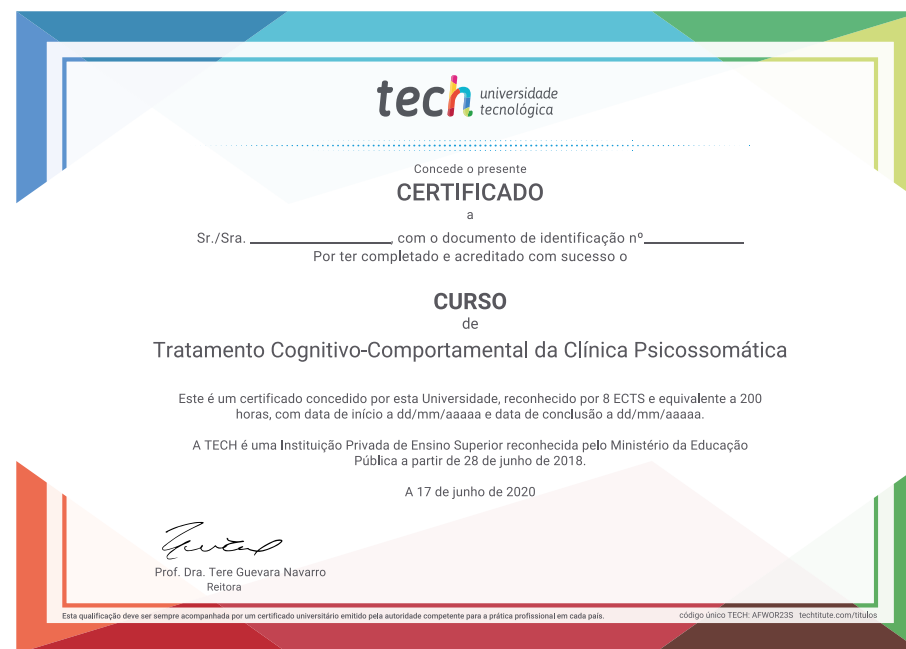 tech universidade
tecnológica
Concede o presente
CERTIFICADO
a
Sr./Sra. ________________, com o documento de identificação nº____________
Por ter completado e acreditado com sucesso o
CURSO
de
Tratamento Cognitivo-Comportamental da Clínica Psicossomática
Este é um certificado concedido por esta Universidade, reconhecido por 8 ECTS e equivalente a 200
horas, com data de início a dd/mm/aaaaa e data de conclusão a dd/mm/aaaaa.
A TECH é uma Instituição Privada de Ensino Superior reconhecida pelo Ministério da Educação
Pública a partir de 28 de junho de 2018.
A 17 de junho de 2020
Prof. Dra. Tere Guevara Navarro
Reitora
Esta qualificação deve ser sempre acompanhada por um certificado universitário emitido pela autoridade competente para a prática profissional em cada país.
código único TECH: AFWOR23S techtitute.com/titulos